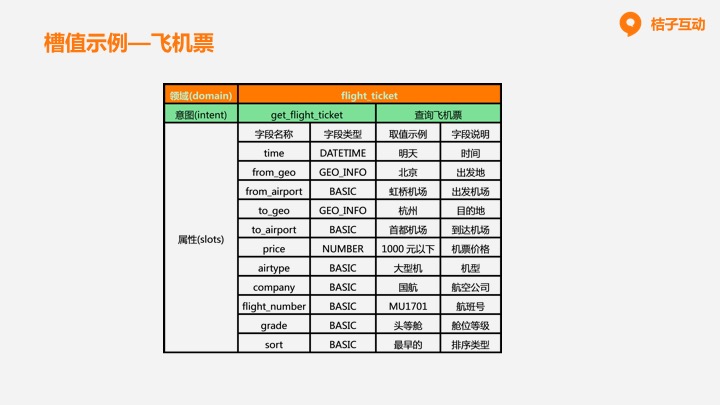 桔子互动
槽值示例—飞机票
领域(domain) flight_ticket
意图(intent) get_flight_ticket 查询飞机票
属性(slots) 字段名称 字段类型 取值示例 字段说明
time DATETIME 明天 时间
from_geo GEO_INFO 北京 出发地
from_airport BASIC 虹桥机场 出发机场
to_geo GEO_INFO 杭州 目的地
to_airport BASIC 首都机场 到达机场
price NUMBER 1000 元以下 机票价格
airtype BASIC 大型机 机型
company BASIC 国航 航空公司
flight_number BASIC MU1701 航班号
grade BASIC 头等舱 舱位等级
sort BASIC 最早的 排序类型